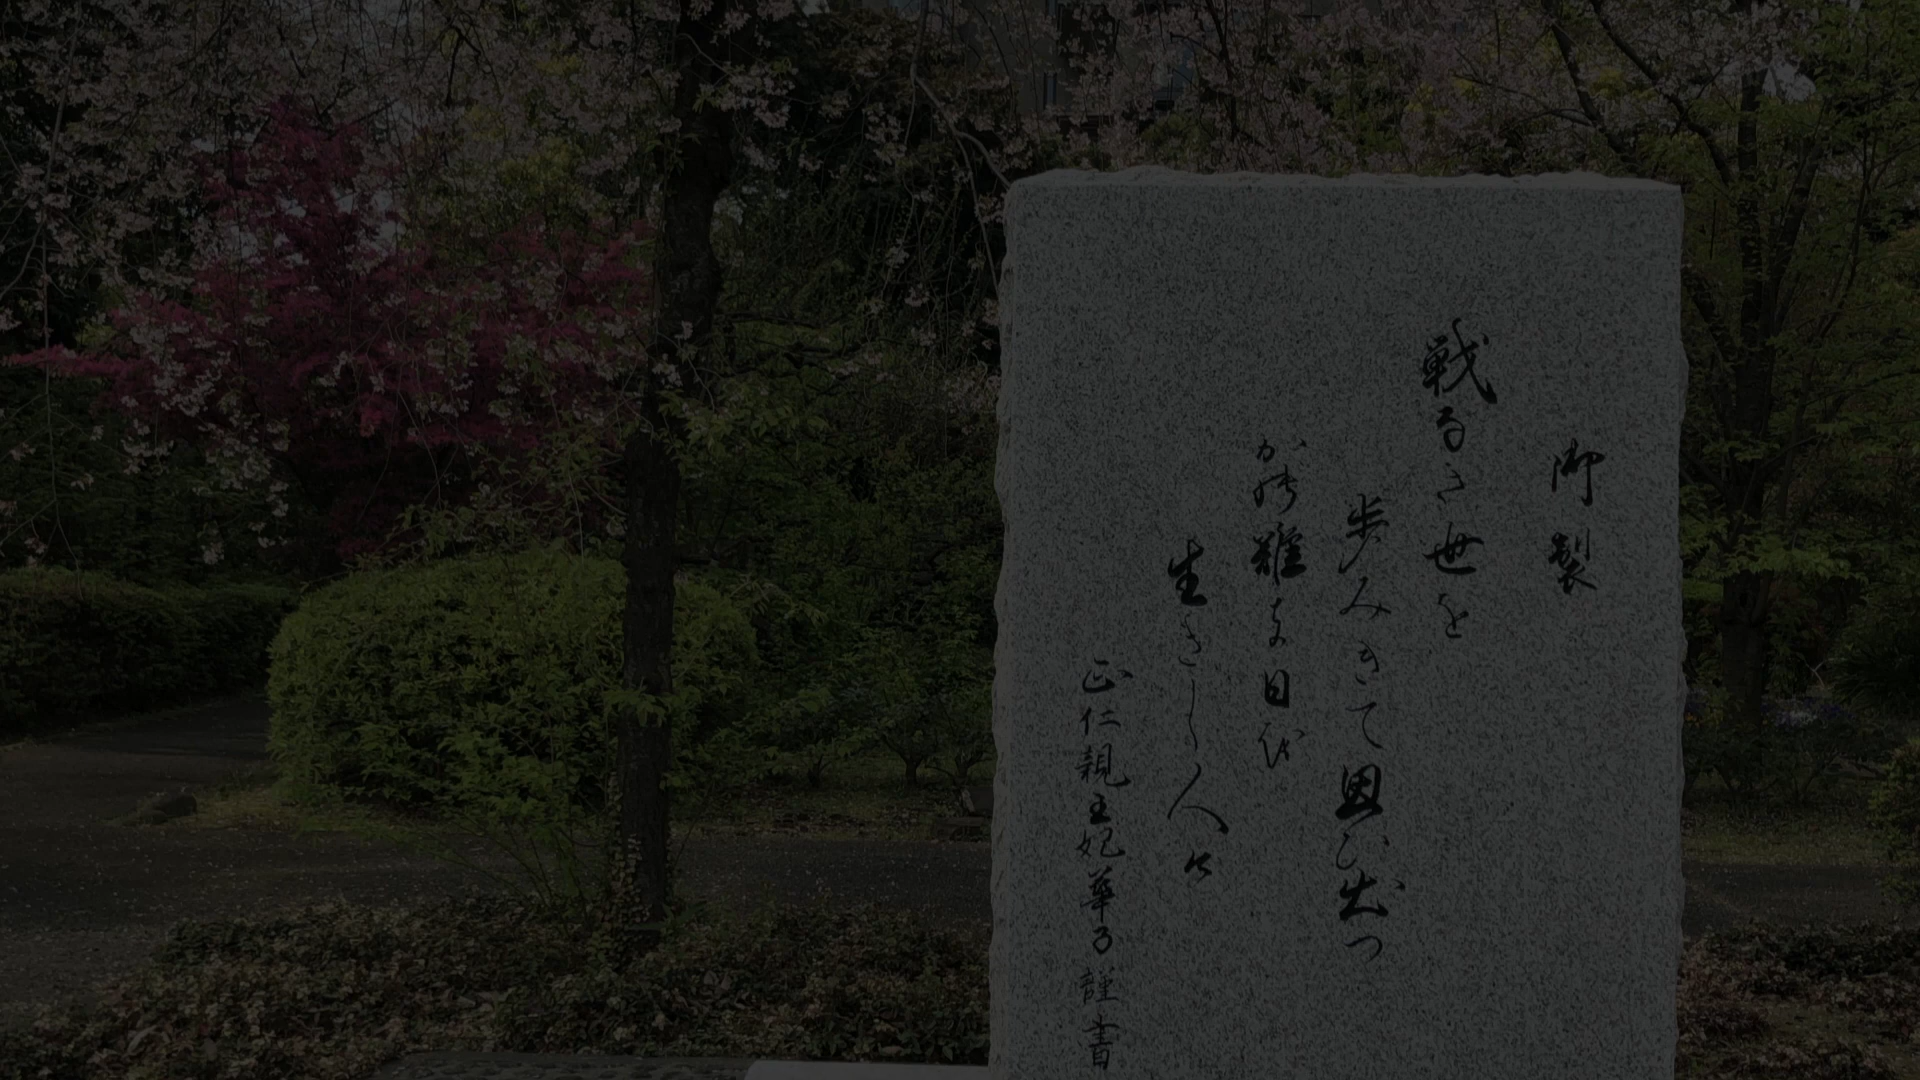 御製
戦なき世を
歩みきて思ひ出つ
かの難き日を
生きし人々
正仁親王妃華子謹書